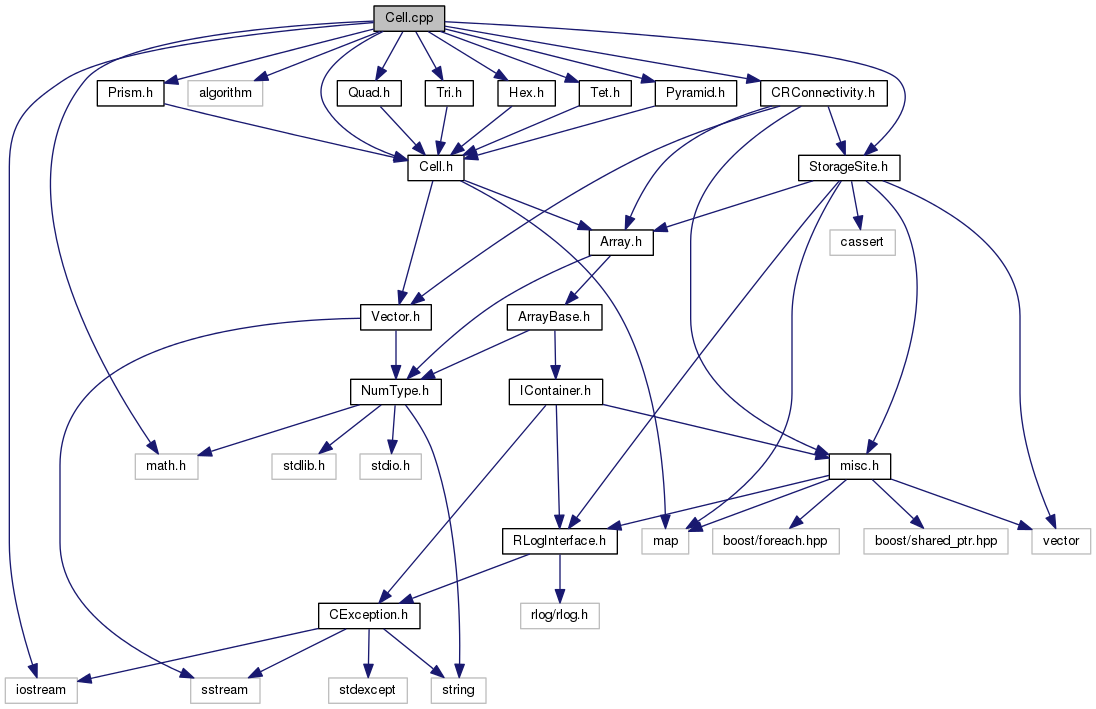 Cell.cpp
Prism.h
algorithm
Quad.h
Tri.h
Hex.h
Tet.h
Pyramid.h
CRConnectivity.h
Cell.h
StorageSite.h
Array.h
cassert
Vector.h
ArrayBase.h
NumType.h
IContainer.h
math.h
stdlib.h
stdio.h
misc.h
RLogInterface.h
map
boost/foreach.hpp
boost/shared_ptr.hpp
vector
CException.h
rlog/rlog.h
iostream
sstream
stdexcept
string